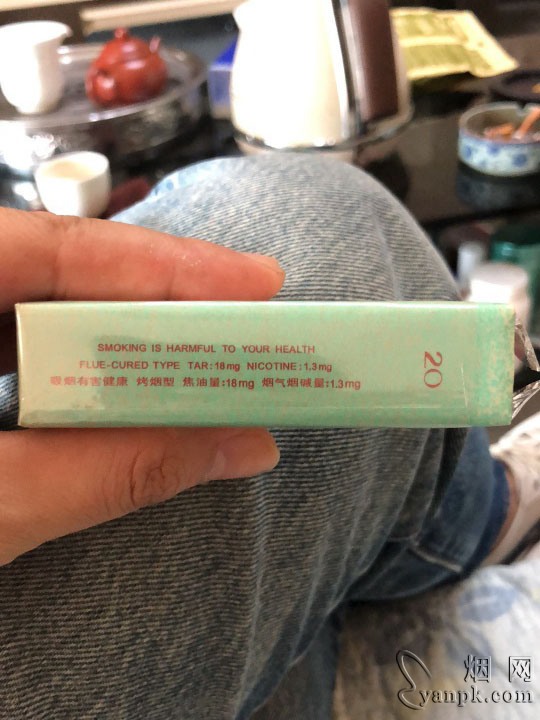 SMOKING IS HARMFUL TO YOUR HEALTH
FLUE-CURED TYPE TAR:18mg NICOTINE:1.3mg
吸烟有害健康 烤烟型 焦油量:18mg 烟气烟碱量:1.3mg
20
烟网
yanpk.com